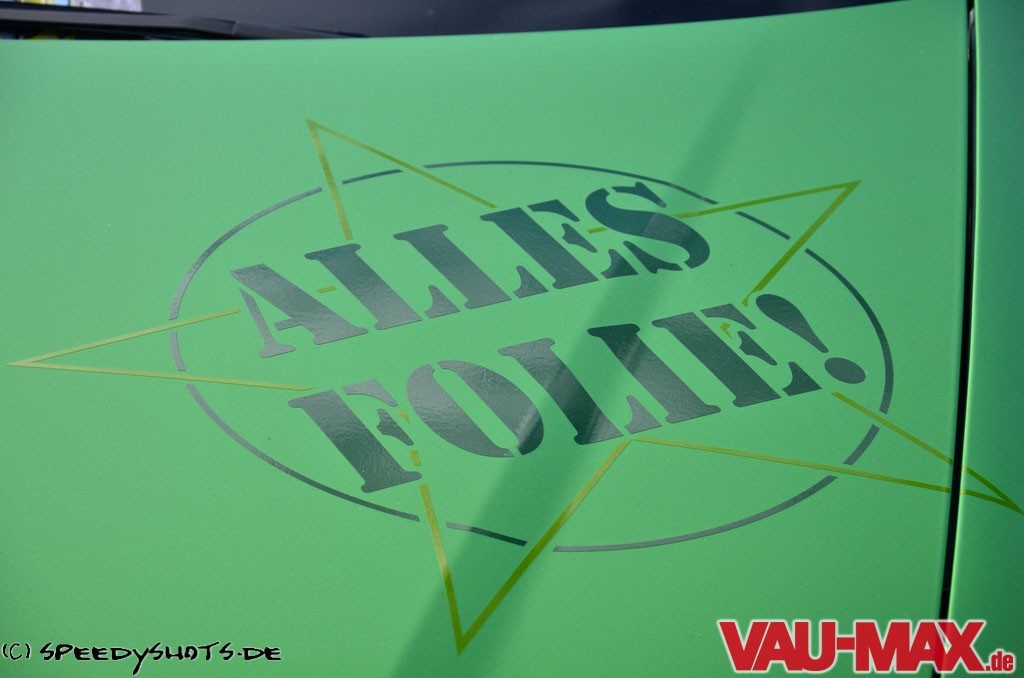 ALLES
FOLIE!
(C) SPEEDYSHOTS.DE
VAU-MAX.de